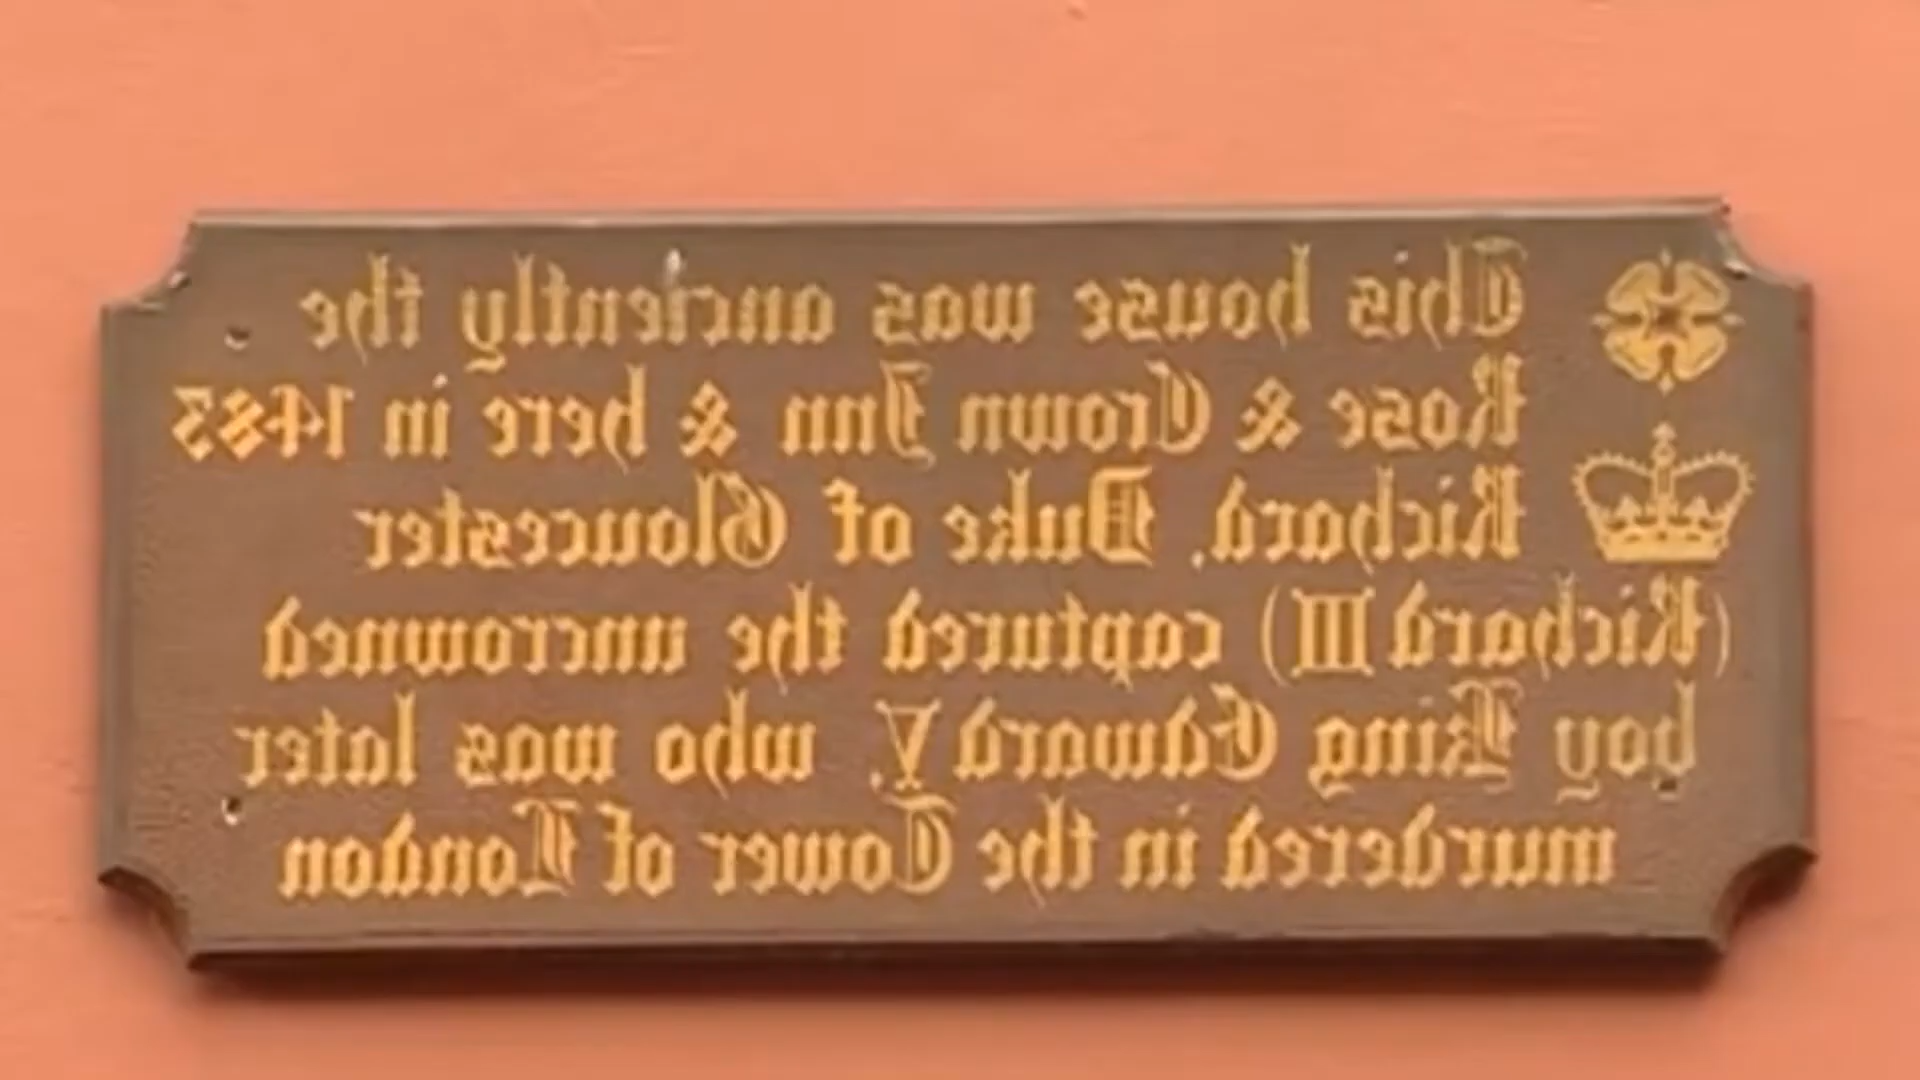 This house was anciently the
Rose & Crown Inn & here in 1483
Richard, Duke of Gloucester
(Richard III) captured the uncrowned
boy King Edward V, who was later
murdered in the Tower of London